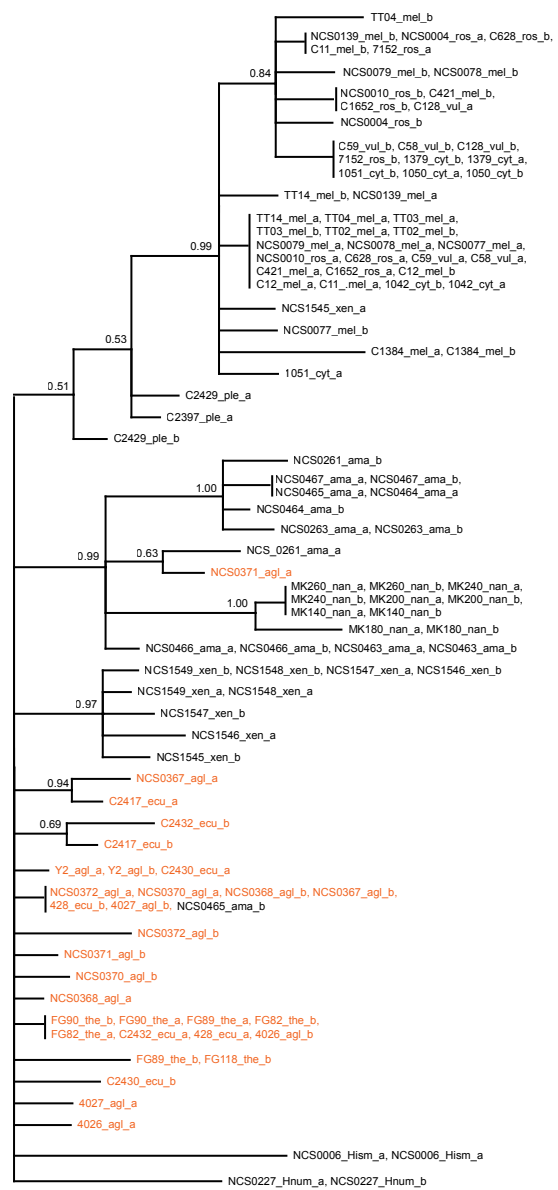 TT04_mel_b
NCS0139_mel_b, NCS0004_ros_a, C628_ros_b,
C11_mel_b, 7152_ros_a
0.84
NCS0079_mel_b, NCS0078_mel_b
NCS0010_ros_b, C421_mel_b,
C1652_ros_b, C128_vul_a
NCS0004_ros_b
C59_vul_b, C58_vul_b, C128_vul_b,
7152_ros_b, 1379_cyt_b, 1379_cyt_a,
1051_cyt_b, 1050_cyt_a, 1050_cyt_b
TT14_mel_b, NCS0139_mel_a
TT14_mel_a, TT04_mel_a, TT03_mel_a,
TT03_mel_b, TT02_mel_a, TT02_mel_b,
0.99
NCS0079_mel_a, NCS0078_mel_a, NCS0077_mel_a,
NCS0010_ros_a, C628_ros_a, C59_vul_a, C58_vul_a,
C421_mel_a, C1652_ros_a, C12_mel_b
C12_mel_a, C11_.mel_a, 1042_cyt_b, 1042_cyt_a
NCS1545_xen_a
NCS0077_mel_b
0.53
C1384_mel_a, C1384_mel_b
1051_cyt_a
0.51
C2429_ple_a
C2397_ple_a
C2429_ple_b
NCS0261_ama_b
NCS0467_ama_a, NCS0467_ama_b,
1.00
NCS0465_ama_a, NCS0464_ama_a
NCS0464_ama_b
NCS0263_ama_a, NCS0263_ama_b
0.99
0.63
NCS_0261_ama_a
NCS0371_agl_a
MK260_nan_a, MK260_nan_b, MK240_nan_a,
MK240_nan_b, MK200_nan_a, MK200_nan_b,
1.00
MK140_nan_a, MK140_nan_b
MK180_nan_a, MK180_nan_b
NCS0466_ama_a, NCS0466_ama_b, NCS0463_ama_a, NCS0463_ama_b
NCS1549_xen_b, NCS1548_xen_b, NCS1547_xen_a, NCS1546_xen_b
NCS1549_xen_a, NCS1548_xen_a
0.97
NCS1547_xen_b
NCS1546_xen_a
NCS1545_xen_b
NCS0367_agl_a
0.94
C2417_ecu_a
C2432_ecu_b
0.69
C2417_ecu_b
Y2_agl_a, Y2_agl_b, C2430_ecu_a
NCS0372_agl_a, NCS0370_agl_a, NCS0368_agl_b, NCS0367_agl_b,
428_ecu_b, 4027_agl_b, NCS0465_ama_b
NCS0372_agl_b
NCS0371_agl_b
NCS0370_agl_b
NCS0368_agl_a
FG90_the_b, FG90_the_a, FG89_the_a, FG82_the_b,
FG82_the_a, C2432_ecu_a, 428_ecu_a, 4026_agl_b
FG89_the_b, FG118_the_b
C2430_ecu_b
4027_agl_a
4026_agl_a
NCS0006_Hism_a, NCS0006_Hism_a
NCS0227_Hnum_a, NCS0227_Hnum_b